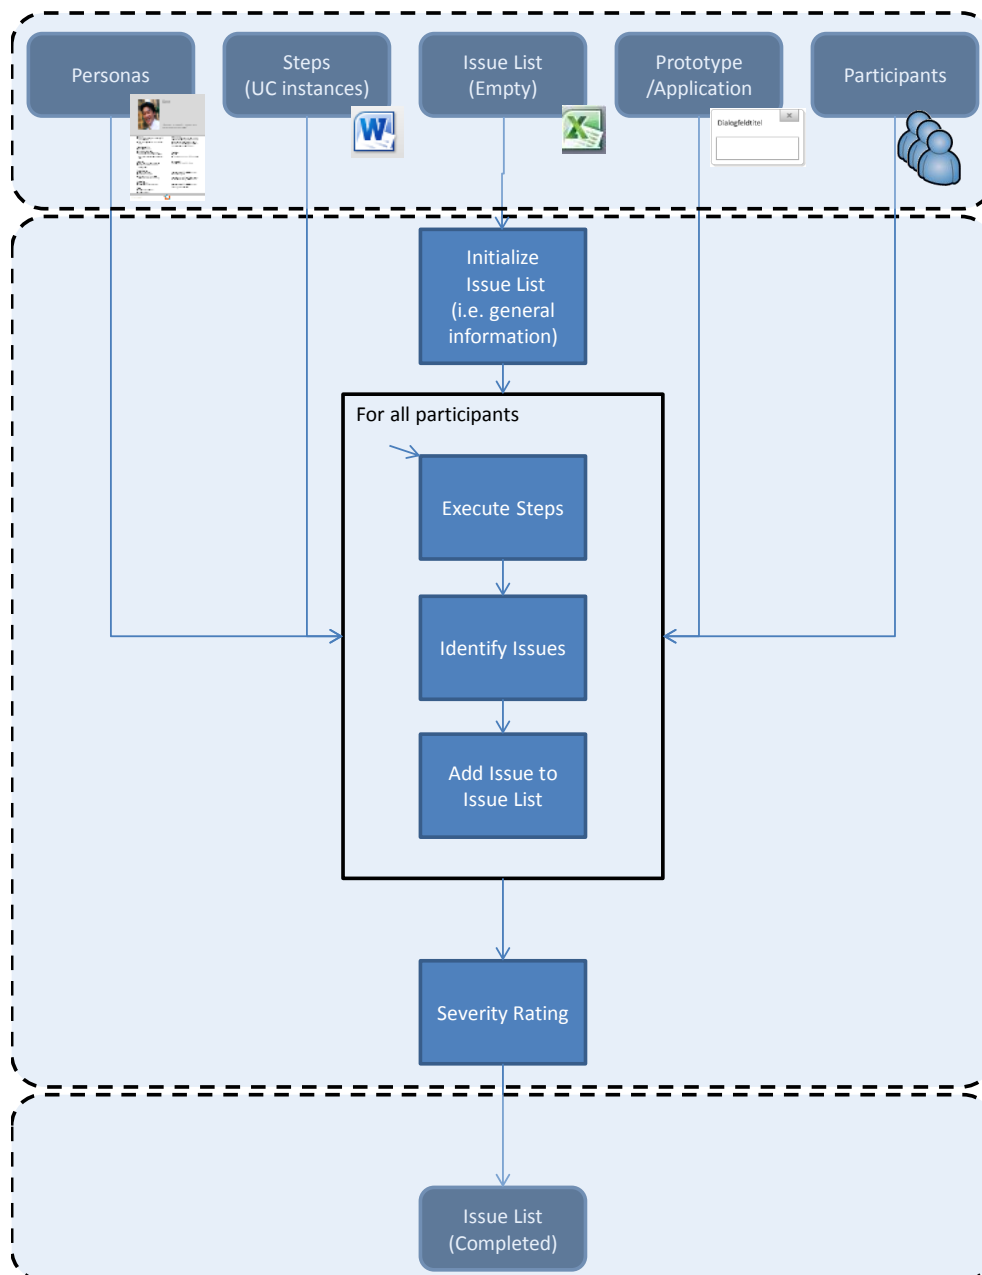 Personas
Steps
(UC instances)
Issue List
(Empty)
Prototype
/Application
Participants
W
X
Dialogfeldtitel
Initialize
Issue List
(i.e. general
information)
For all participants
Execute Steps
Identify Issues
Add Issue to
Issue List
Severity Rating
Issue List
(Completed)